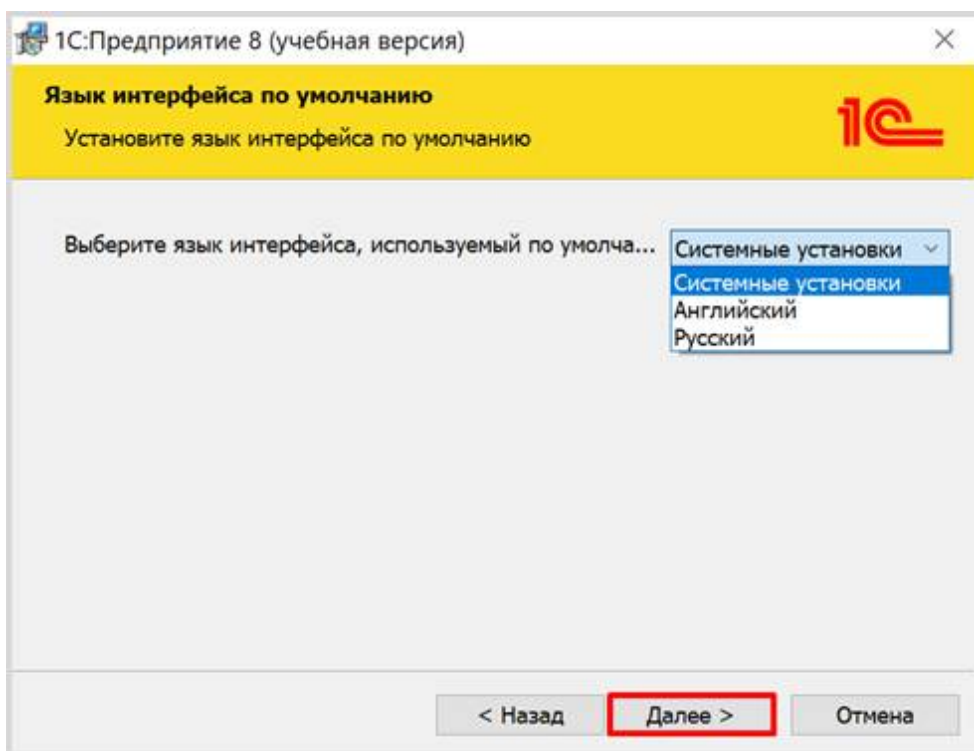 1С:Предприятие 8 (учебная версия)
Язык интерфейса по умолчанию
Установите язык интерфейса по умолчанию
1С
Выберите язык интерфейса, используемый по умолча... Системные установки
Системные установки
Английский
Русский
< Назад Далее > Отмена